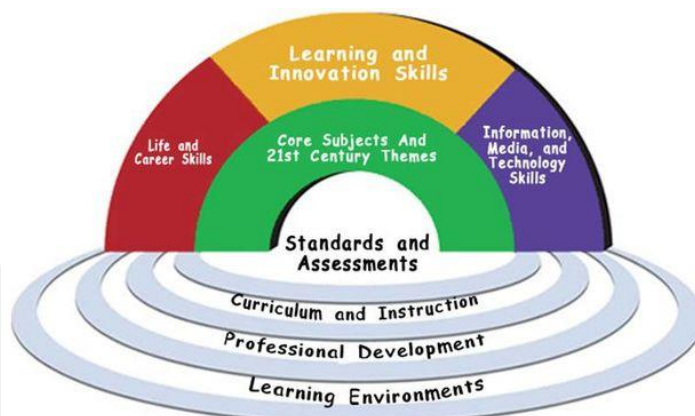 Learning and
Innovation Skills
Life and
Career Skills
Core Subjects And
21st Century Themes
Information,
Media, and
Technology
Skills
Standards and
Assessments
Curriculum and Instruction
Professional Development
Learning Environments